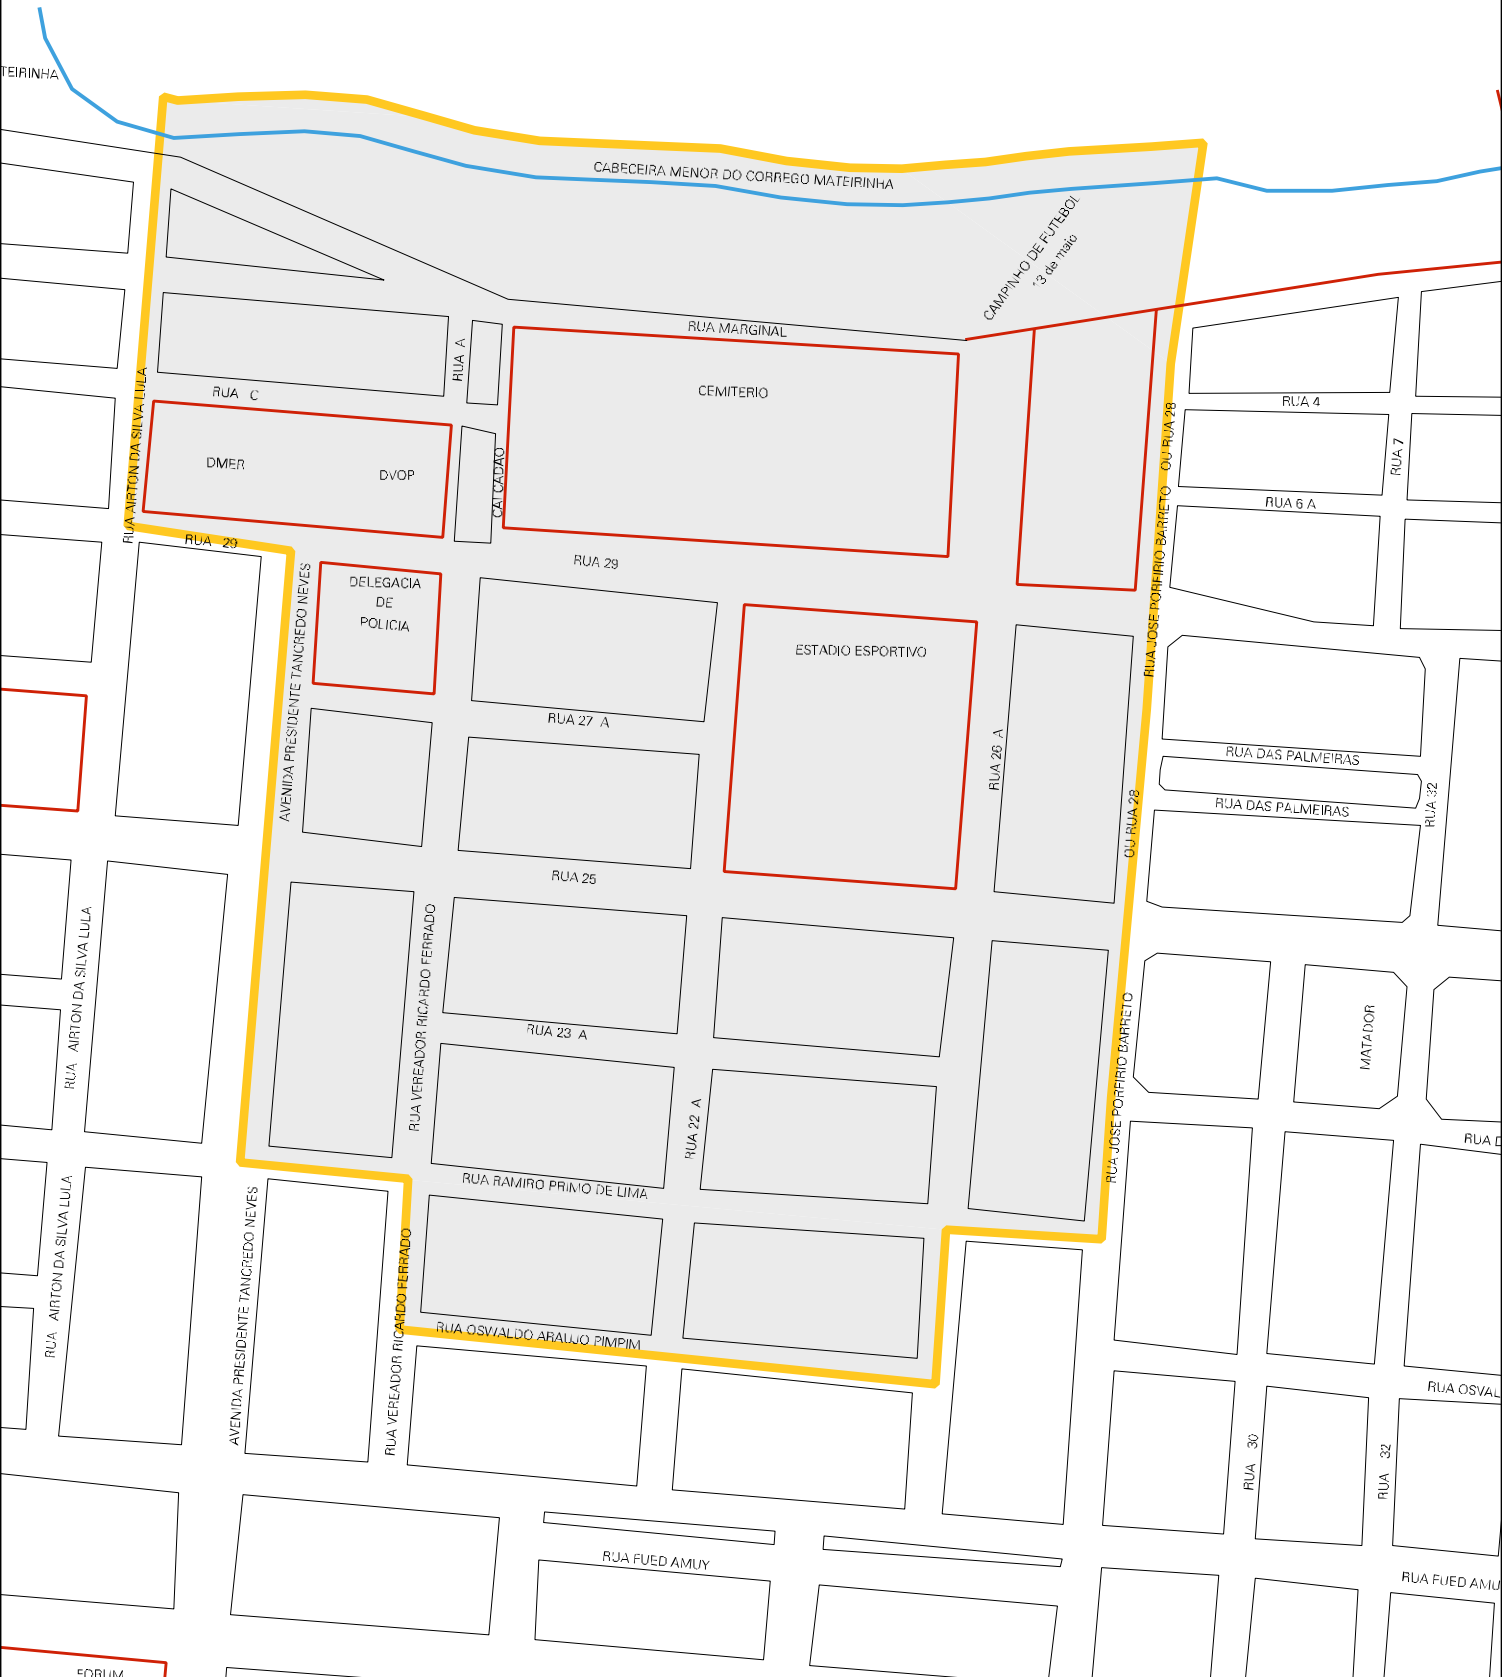 TEIRINHA
CABECEIRA MENOR DO CORREGO MATEIRINHA
CAMPINHO DE FUTEBOL
13 de maio
RUA MARGINAL
RUA A
RUA C
CEMITERIO
RUA 4
RUA AIRTON DA SILVA LULA
DMER
DVOP
CALCADAO
RUA JOSE PORFIRIO BARRETO OU RUA 28
RUA 7
RUA 6 A
RUA 29
RUA 29
AVENIDA PRESIDENTE TANCREDO NEVES
DELEGACIA
DE
POLICIA
ESTADIO ESPORTIVO
RUA 27 A
RUA 26 A
RUA DAS PALMEIRAS
RUA DAS PALMEIRAS
RUA 32
OU RUA 28
RUA 25
RUA AIRTON DA SILVA LULA
RUA VEREADOR RICARDO FERRADO
RUA 23 A
RUA JOSE PORFIRIO BARRETO
MATADOR
RUA 22 A
RUA D
RUA RAMIRO PRIMO DE LIMA
RUA AIRTON DA SILVA LULA
AVENIDA PRESIDENTE TANCREDO NEVES
RUA VEREADOR RICARDO FERRADO
RUA OSWALDO ARAUJO PIMPIM
RUA OSVAL
RUA 30
RUA 32
RUA FUED AMUY
RUA FUED AMU
FORUM